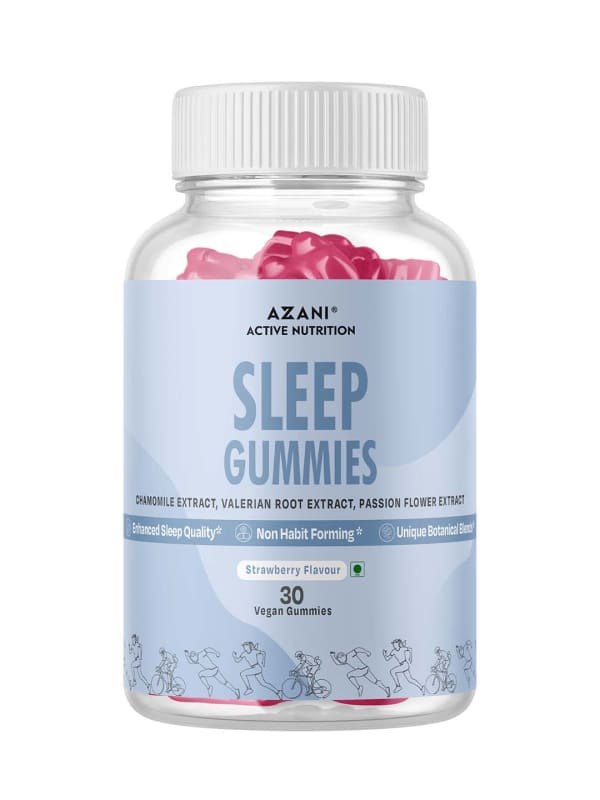 AZANI®
ACTIVE NUTRITION
SLEEP
GUMMIES
CHAMOMILE EXTRACT, VALERIAN ROOT EXTRACT, PASSION FLOWER EXTRACT
Enhanced Sleep Quality* Non Habit Forming* Unique Botanical Blend*
Strawberry Flavour
30
Vegan Gummies